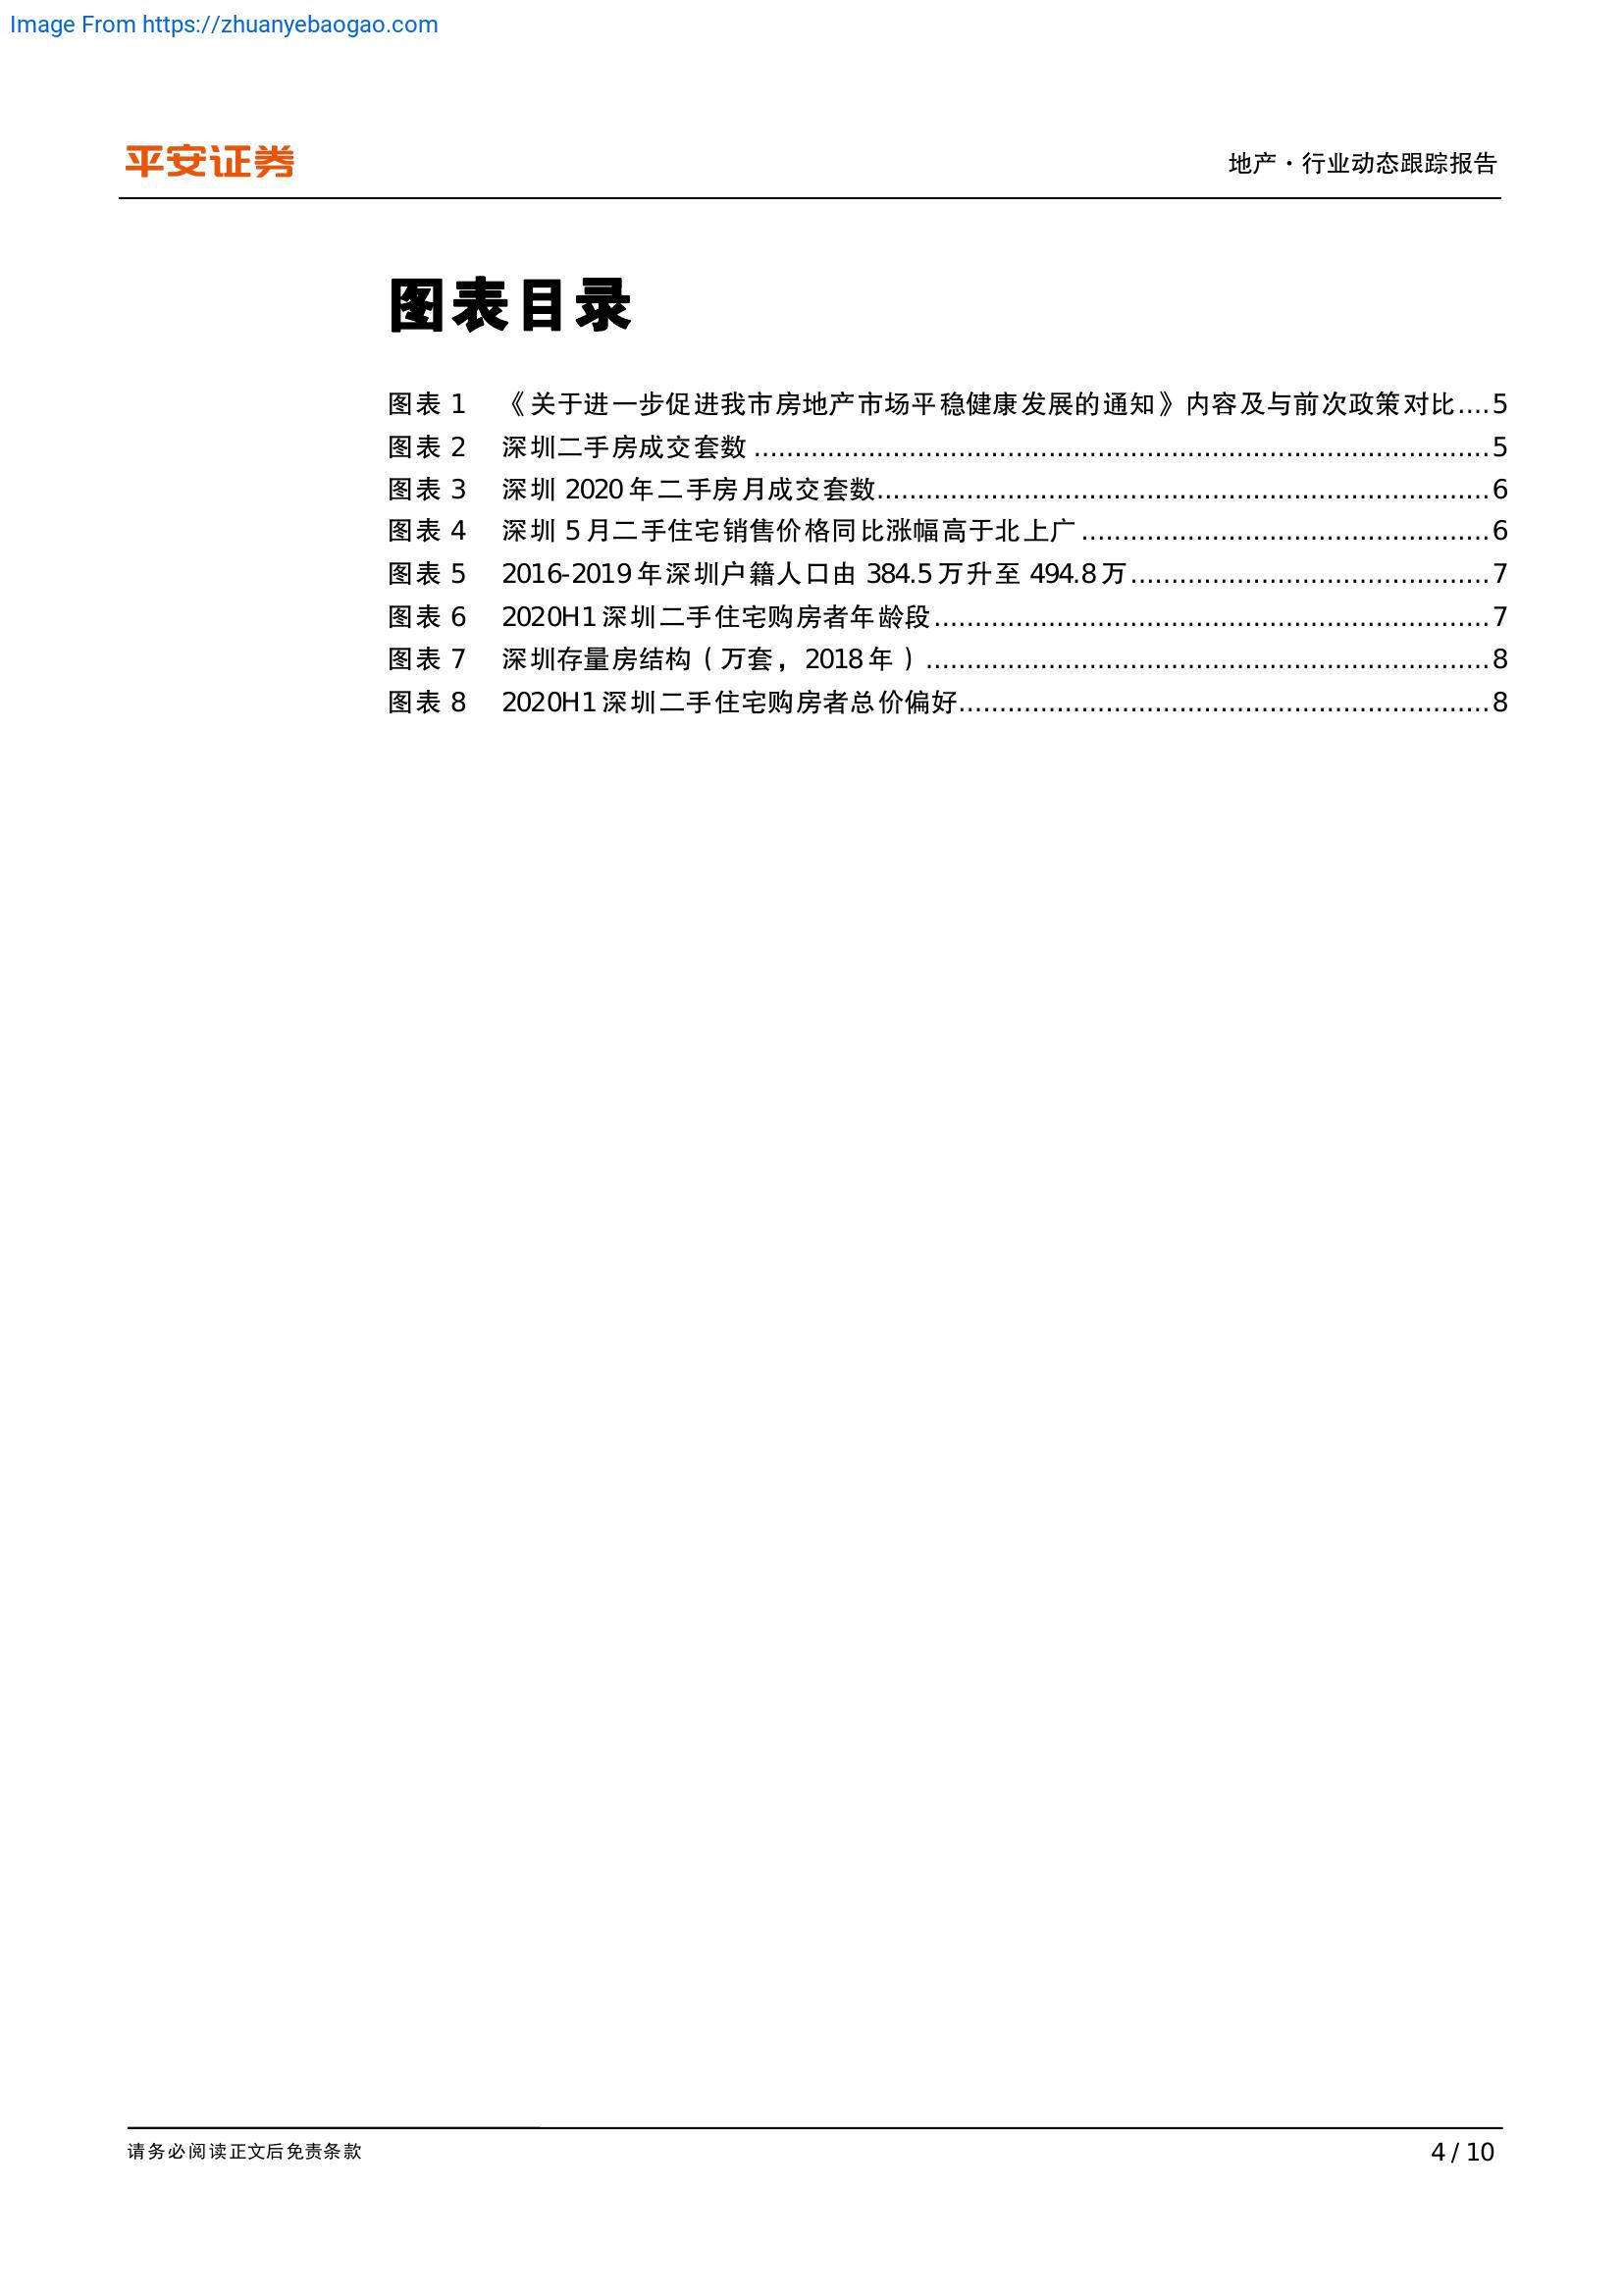 Image From https://zhuanyebaogao.com
平安证券
地产·行业动态跟踪报告
图表目录
图表 1 《关于进一步促进我市房地产市场平稳健康发展的通知》内容及与前次政策对比....5
图表 2 深圳二手房成交套数..........................................................................................5
图表 3 深圳 2020 年二手房月成交套数...........................................................................6
图表 4 深圳 5 月二手住宅销售价格同比涨幅高于北上广..................................................6
图表 5 2016-2019 年深圳户籍人口由 384.5 万升至 494.8 万............................................7
图表 6 2020H1 深圳二手住宅购房者年龄段....................................................................7
图表 7 深圳存量房结构（万套，2018 年）.....................................................................8
图表 8 2020H1 深圳二手住宅购房者总价偏好.................................................................8
请务必阅读正文后免责条款
4 / 10